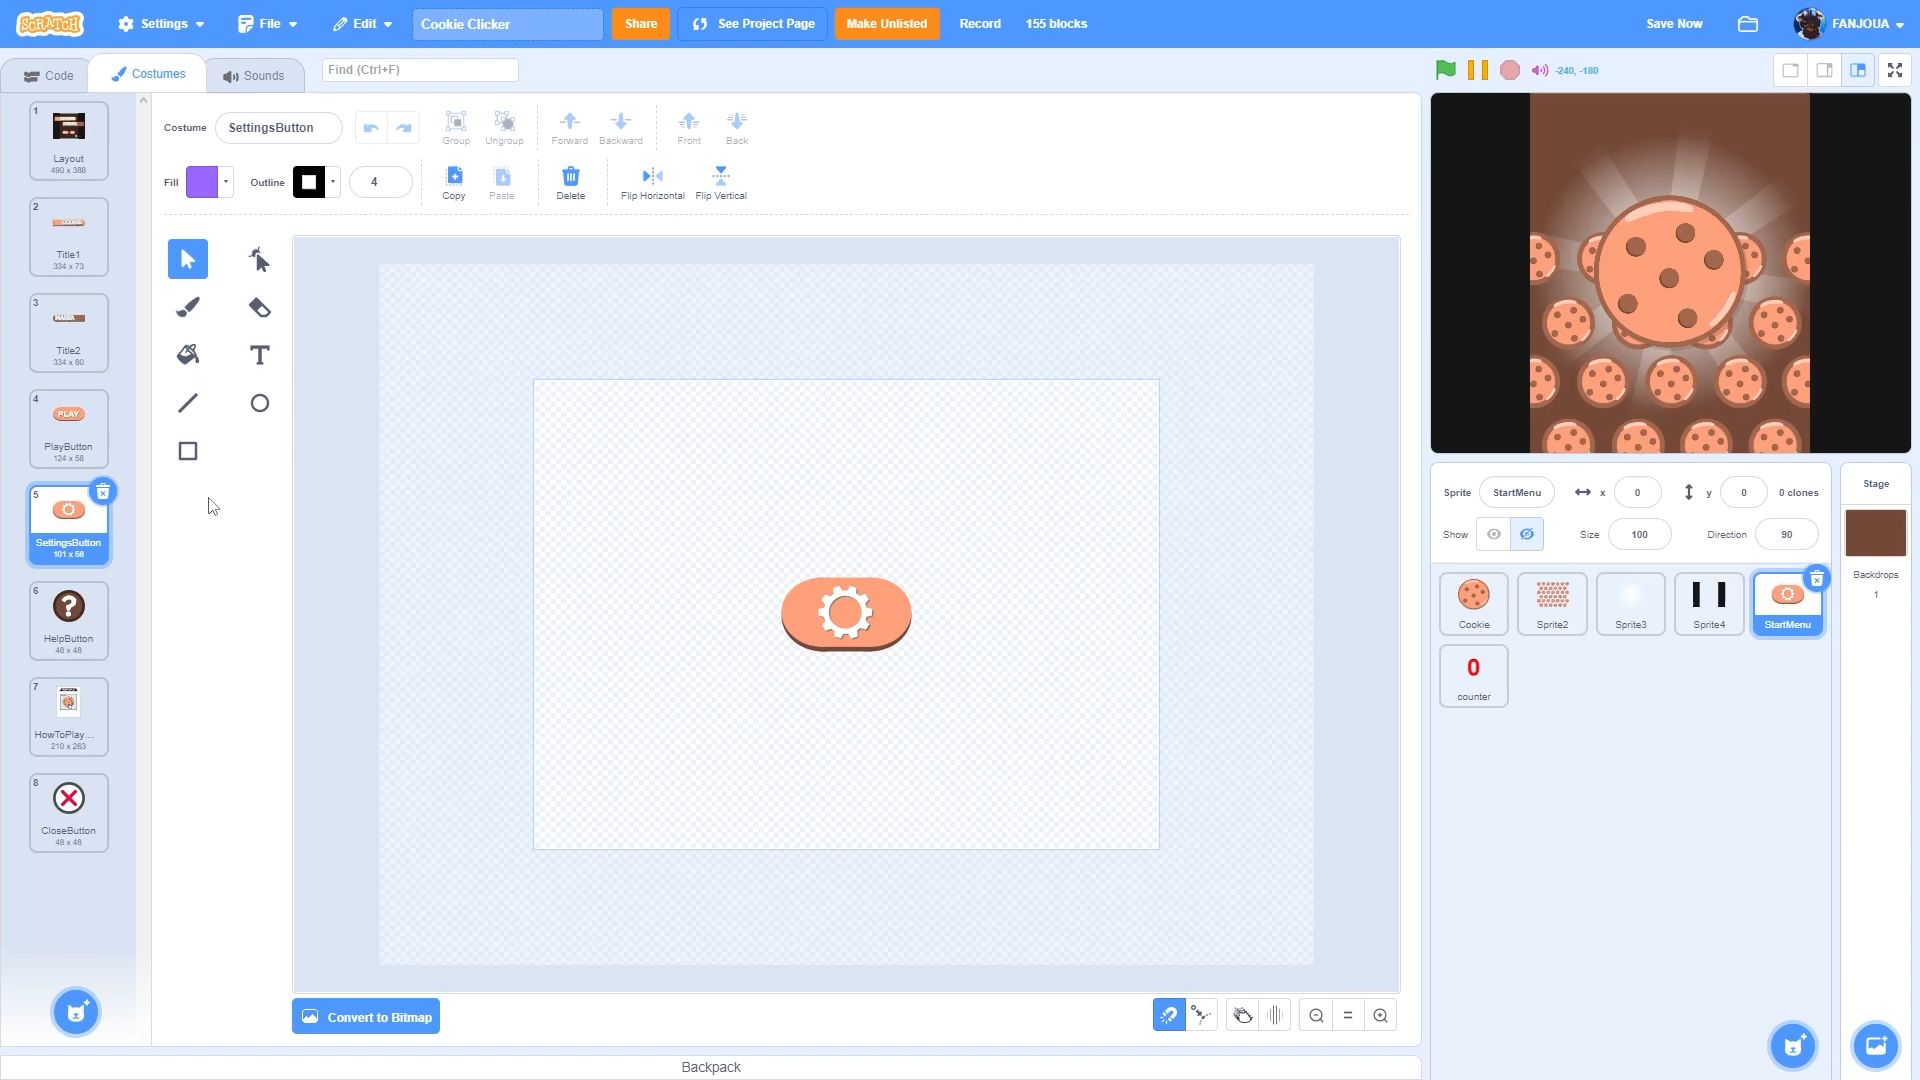 SCRATCH
Settings
File
Edit
Cookie Clicker
Share
See Project Page
Make Unlisted
Record
155 blocks
Save Now
FANJOUA
Code
Costumes
Sounds
Find (Ctrl+F)
-240, -180
1
Layout
490 x 388
2
Title1
334 x 73
3
Title2
334 x 80
4
PLAY
PlayButton
124 x 58
5
SettingsButton
101 x 58
6
?
HelpButton
48 x 48
7
HowToPlay...
210 x 263
8
CloseButton
48 x 48
Costume
SettingsButton
Group
Ungroup
Forward
Backward
Front
Back
Fill
Outline
4
Copy
Paste
Delete
Flip Horizontal
Flip Vertical
T
Convert to Bitmap
Backpack
Sprite
StartMenu
x
0
y
0
0 clones
Show
Size
100
Direction
90
Cookie
Sprite2
Sprite3
Sprite4
StartMenu
0
counter
Stage
Backdrops
1